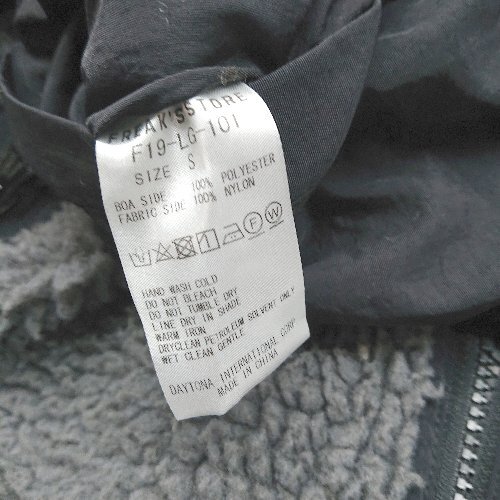 FREAK'S STORE
F19-LG-101
SIZE S
BOA SIDE 100% POLYESTER
FABRIC SIDE 100% NYLON
F W
HAND WASH COLD
DO NOT BLEACH
DO NOT TUMBLE DRY
LINE DRY IN SHADE
WARM IRON
DRYCLEAN PETROLEUM SOLVENT ONLY
WET CLEAN GENTLE
DAYTONA INTERNATIONAL CORP.
MADE IN CHINA